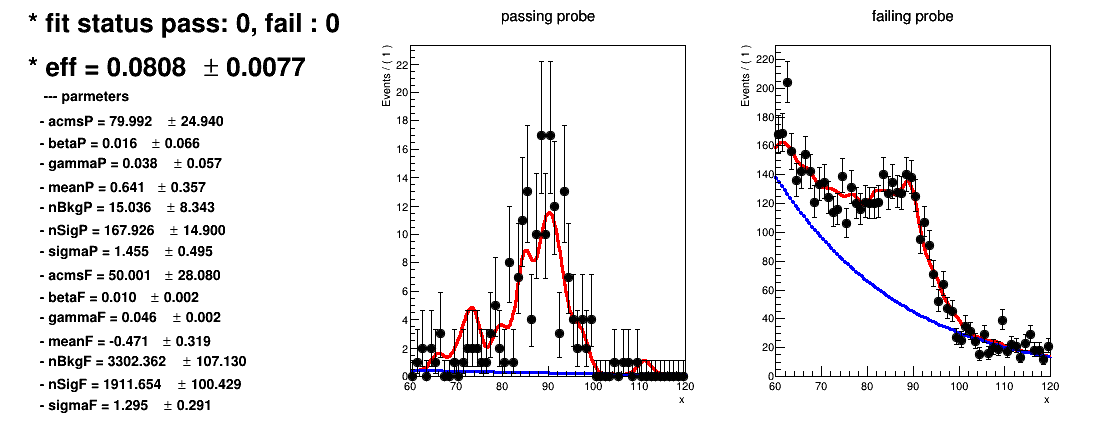 * fit status pass: 0, fail : 0
* eff = 0.0808 ± 0.0077
--- parmeters
- acmsP = 79.992 ± 24.940
- betaP = 0.016 ± 0.066
- gammaP = 0.038 ± 0.057
- meanP = 0.641 ± 0.357
- nBkgP = 15.036 ± 8.343
- nSigP = 167.926 ± 14.900
- sigmaP = 1.455 ± 0.495
- acmsF = 50.001 ± 28.080
- betaF = 0.010 ± 0.002
- gammaF = 0.046 ± 0.002
- meanF = -0.471 ± 0.319
- nBkgF = 3302.362 ± 107.130
- nSigF = 1911.654 ± 100.429
- sigmaF = 1.295 ± 0.291
passing probe
Events / ( 1 )
22
20
18
16
14
12
10
8
6
4
2
0
60 70 80 90 100 110 120
x
failing probe
Events / ( 1 )
220
200
180
160
140
120
100
80
60
40
20
0
60 70 80 90 100 110 120
x